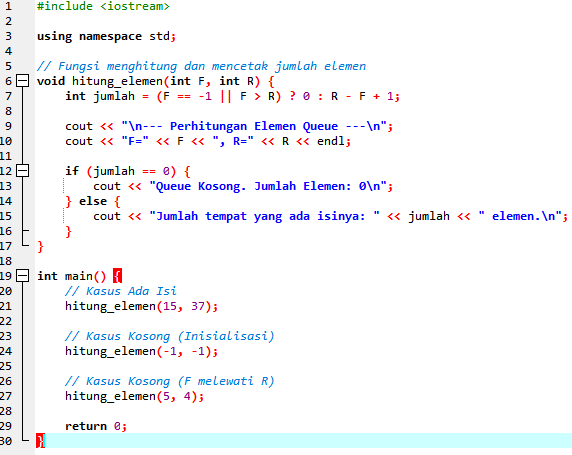 1 #include <iostream>
2
3 using namespace std;
4
5 // Fungsi menghitung dan mencetak jumlah elemen
6 void hitung_elemen(int F, int R) {
7     int jumlah = (F == -1 || F > R) ? 0 : R - F + 1;
8
9     cout << "\n--- Perhitungan Elemen Queue ---\n";
10     cout << "F=" << F << ", R=" << R << endl;
11
12     if (jumlah == 0) {
13         cout << "Queue Kosong. Jumlah Elemen: 0\n";
14     } else {
15         cout << "Jumlah tempat yang ada isinya: " << jumlah << " elemen.\n";
16     }
17 }
18
19 int main() {
20     // Kasus Ada Isi
21     hitung_elemen(15, 37);
22
23     // Kasus Kosong (Inisialisasi)
24     hitung_elemen(-1, -1);
25
26     // Kasus Kosong (F melewati R)
27     hitung_elemen(5, 4);
28
29     return 0;
30 }